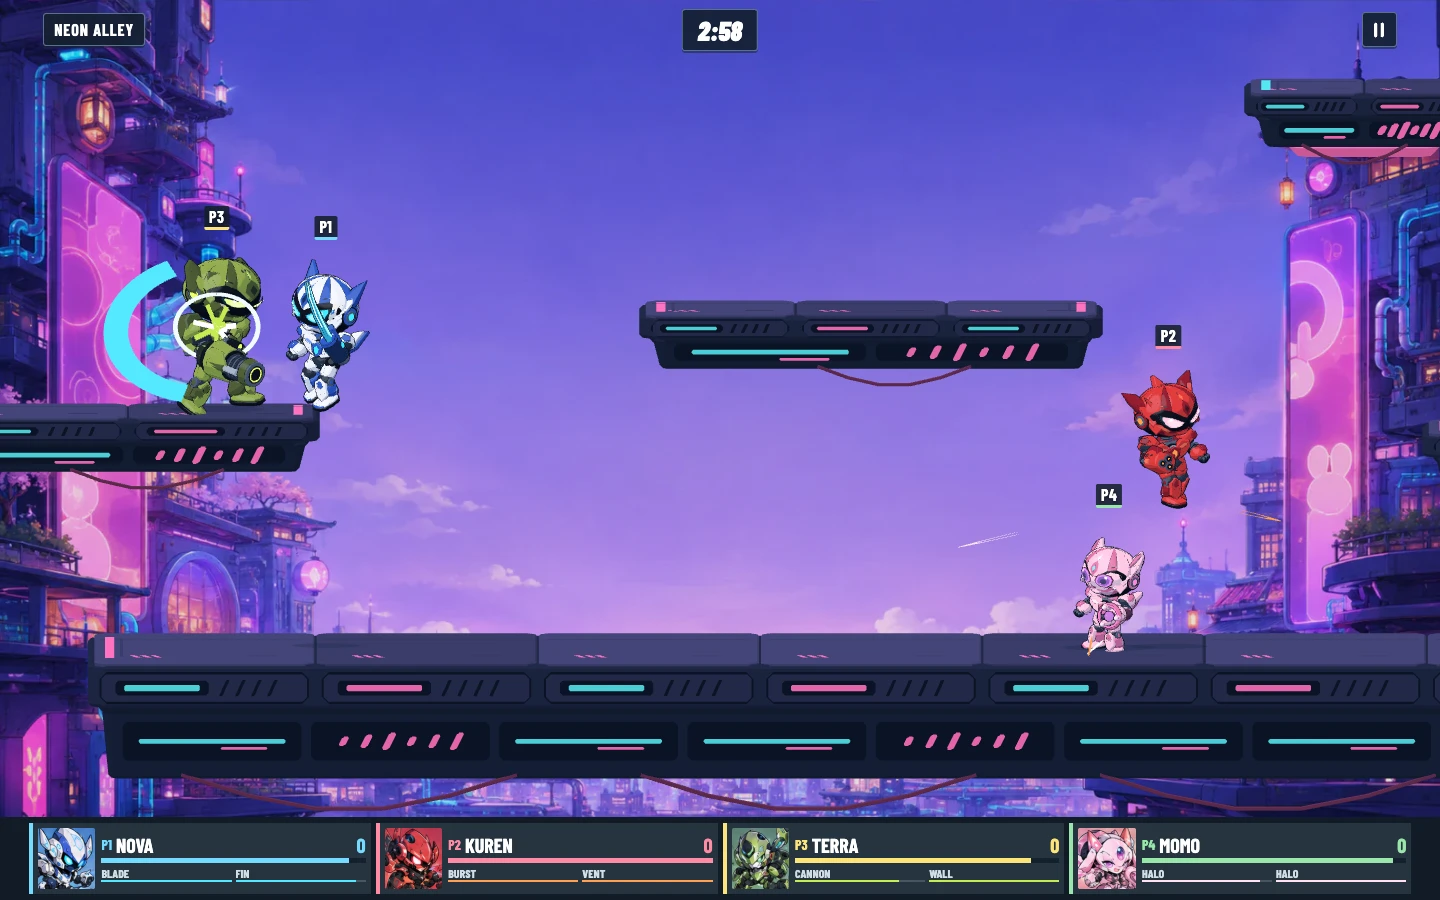 NEON ALLEY
2:58
P3
P1
P2
P4
P1 NOVA 0
BLADE FIN
P2 KUREN 0
BURST VENT
P3 TERRA 0
CANNON WALL
P4 MOMO 0
HALO HALO